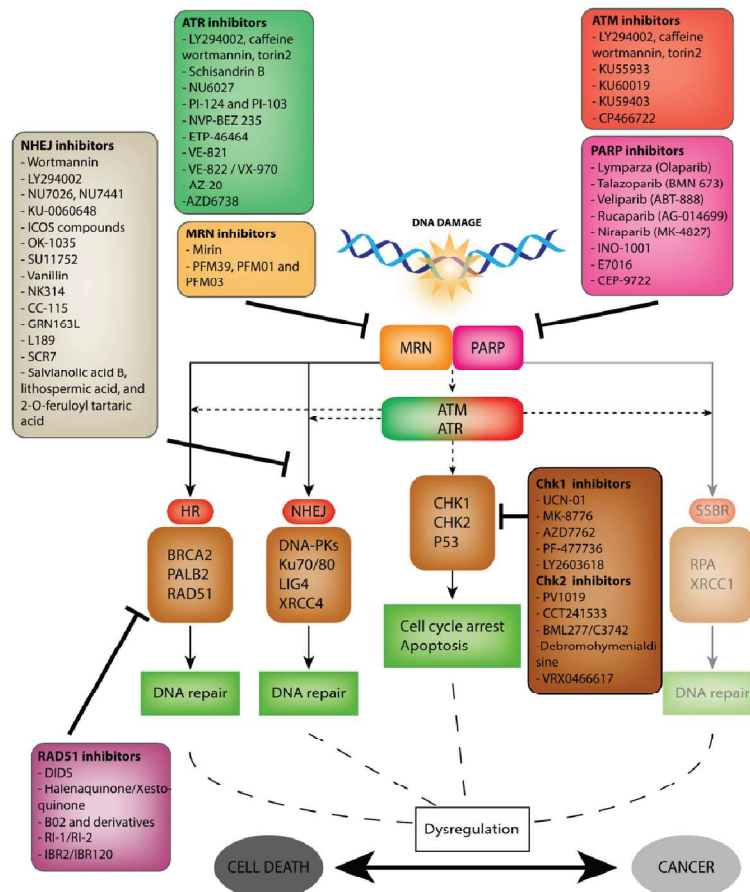 ATR inhibitors
- LY294002, caffeine
wortmannin, torin2
- Schisandrin B
- NU6027
- PI-124 and PI-103
- NVP-BEZ 235
- ETP-46464
- VE-821
- VE-822 / VX-970
- AZ-20
-AZD6738
ATM inhibitors
- LY294002, caffeine
wortmannin, torin2
- KU55933
- KU60019
- KU59403
- CP466722
NHEJ inhibitors
- Wortmannin
- LY294002
- NU7026, NU7441
- KU-0060648
- ICOS compounds
- OK-1035
- SU11752
- Vanillin
- NK314
- CC-115
- GRN163L
- L189
- SCR7
- Salvianolic acid B,
lithospermic acid, and
2-O-feruloyl tartaric
acid
PARP inhibitors
- Lymparza (Olaparib)
- Talazoparib (BMN 673)
- Veliparib (ABT-888)
- Rucaparib (AG-014699)
- Niraparib (MK-4827)
- INO-1001
- E7016
- CEP-9722
MRN inhibitors
- Mirin
- PFM39, PFM01 and
PFM03
DNA DAMAGE
MRN
PARP
ATM
ATR
HR
NHEJ
SSBR
BRCA2
PALB2
RAD51
DNA-PKs
Ku70/80
LIG4
XRCC4
CHK1
CHK2
P53
Chk1 inhibitors
- UCN-01
- MK-8776
- AZD7762
- PF-477736
- LY2603618
Chk2 inhibitors
- PV1019
- CCT241533
- BML277/C3742
-Debromohymenialdi-
sine
- VRX0466617
RPA
XRCC1
Cell cycle arrest
Apoptosis
DNA repair
DNA repair
DNA repair
RAD51 inhibitors
- DIDS
- Halenaquinone/Xesto-
quinone
- B02 and derivatives
- RI-1/RI-2
- IBR2/IBR120
Dysregulation
CELL DEATH
CANCER